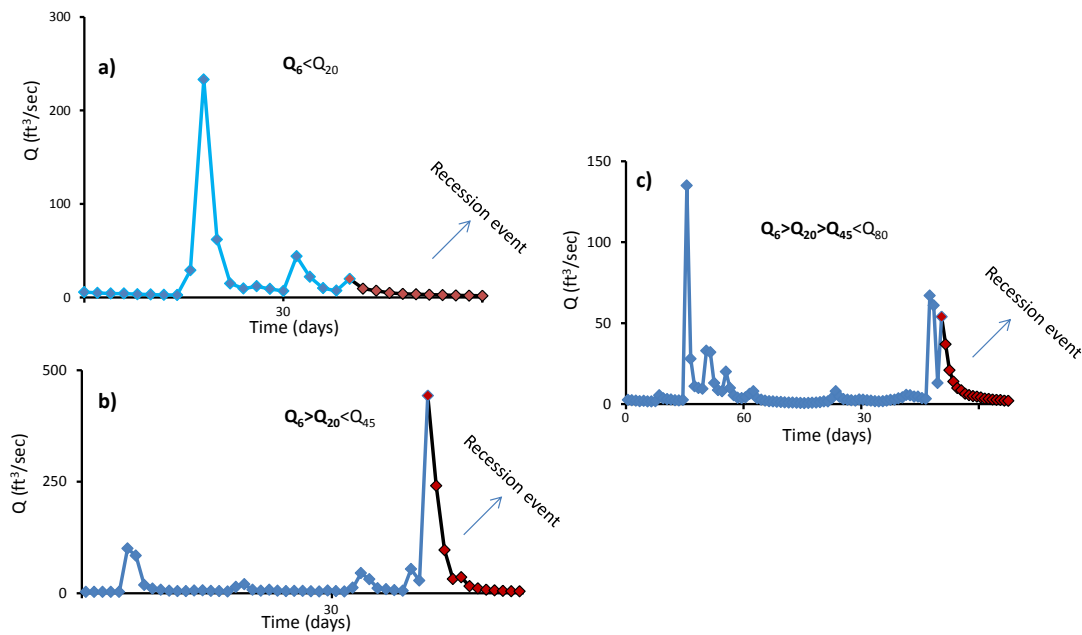 a)
Q₆<Q₂₀
300
200
100
0
Q (ft³/sec)
30
Time (days)
Recession event
b)
Q₆>Q₂₀<Q₄₅
500
250
0
Q (ft³/sec)
30
Time (days)
Recession event
c)
Q₆>Q₂₀>Q₄₅<Q₈₀
150
100
50
0
Q (ft³/sec)
0
60
30
Time (days)
Recession event